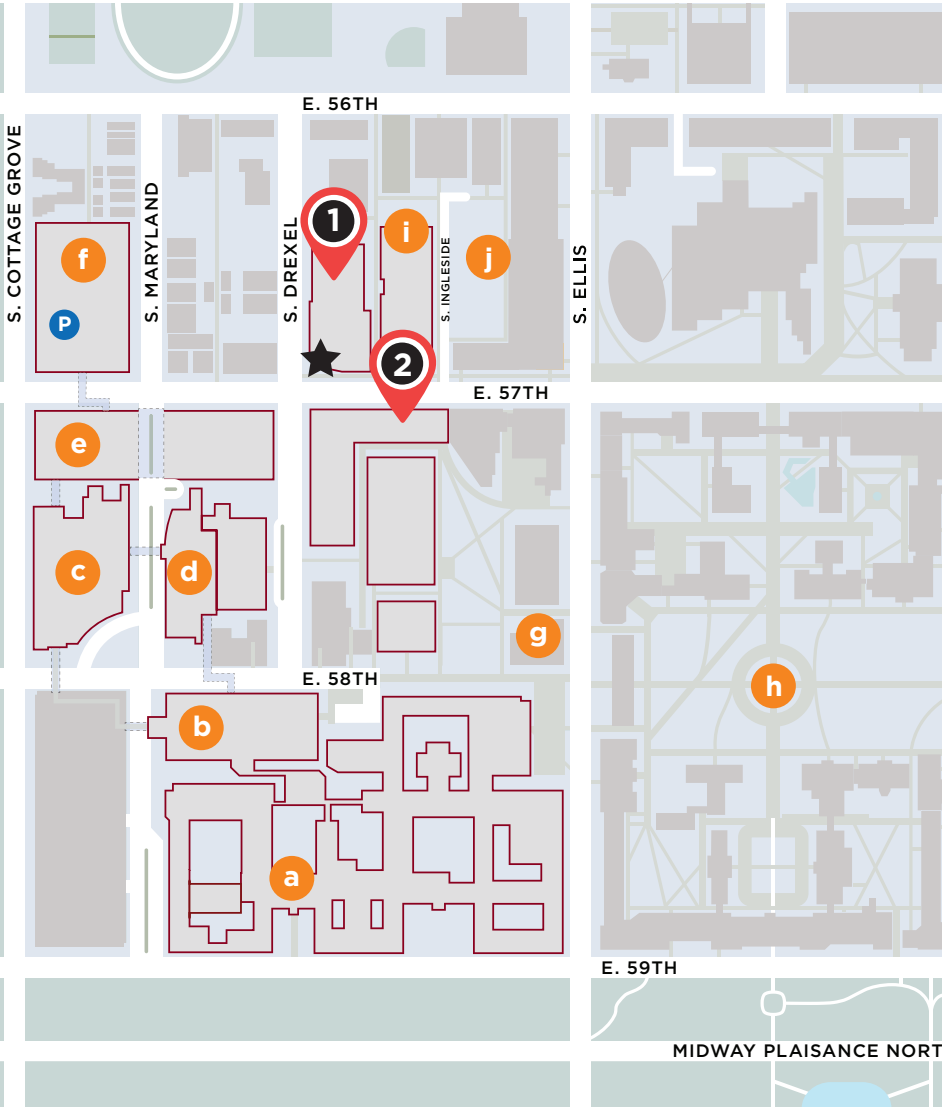 E. 56TH
S. COTTAGE GROVE
S. MARYLAND
S. DREXEL
S. INGLESIDE
S. ELLIS
1
i
f
j
P
2
E. 57TH
e
c
d
g
E. 58TH
h
b
a
E. 59TH
MIDWAY PLAISANCE NORT